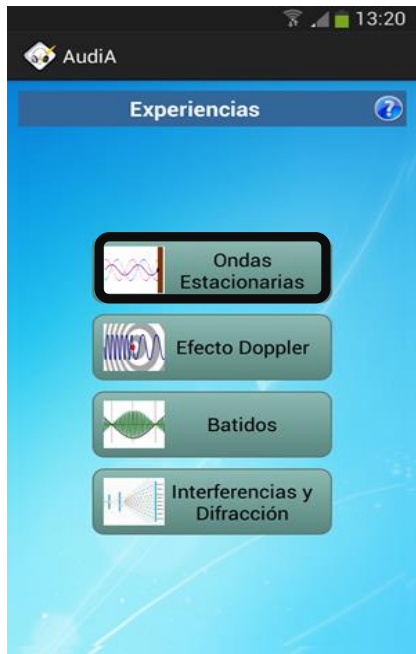 13:20
AudiA
Experiencias
?
Ondas
Estacionarias
Efecto Doppler
Batidos
Interferencias y
Difracción